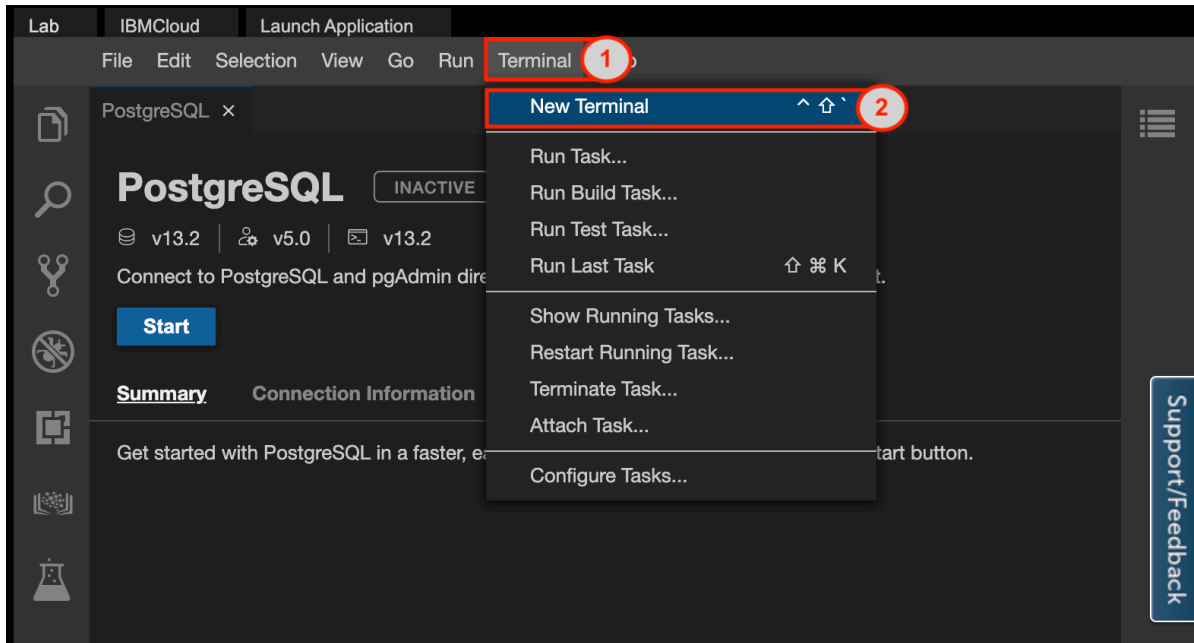 Lab IBMCloud Launch Application
File Edit Selection View Go Run Terminal 1
PostgreSQL ×
New Terminal ^ ⇧ ` 2
Run Task...
Run Build Task...
Run Test Task...
Run Last Task ⇧ ⌘ K
Show Running Tasks...
Restart Running Task...
Terminate Task...
Attach Task...
Configure Tasks...
PostgreSQL INACTIVE
v13.2 v5.0 v13.2
Connect to PostgreSQL and pgAdmin dire t.
Start
Summary Connection Information
Get started with PostgreSQL in a faster, ea tart button.
Support/Feedback